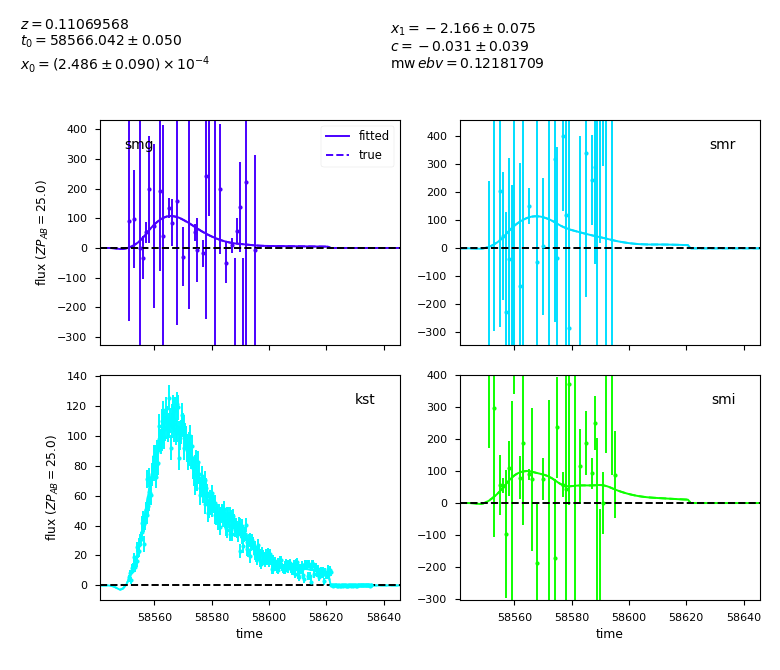 z = 0.11069568
t0 = 58566.042 ± 0.050
x0 = (2.486 ± 0.090) × 10^−4
x1 = −2.166 ± 0.075
c = −0.031 ± 0.039
mwebv = 0.12181709
smg
fitted
true
400
300
200
100
0
−100
−200
−300
flux (ZP_AB = 25.0)
smr
400
300
200
100
0
−100
−200
−300
kst
140
120
100
80
60
40
20
0
flux (ZP_AB = 25.0)
58560 58580 58600 58620 58640
time
smi
400
300
200
100
0
−100
−200
−300
58560 58580 58600 58620 58640
time